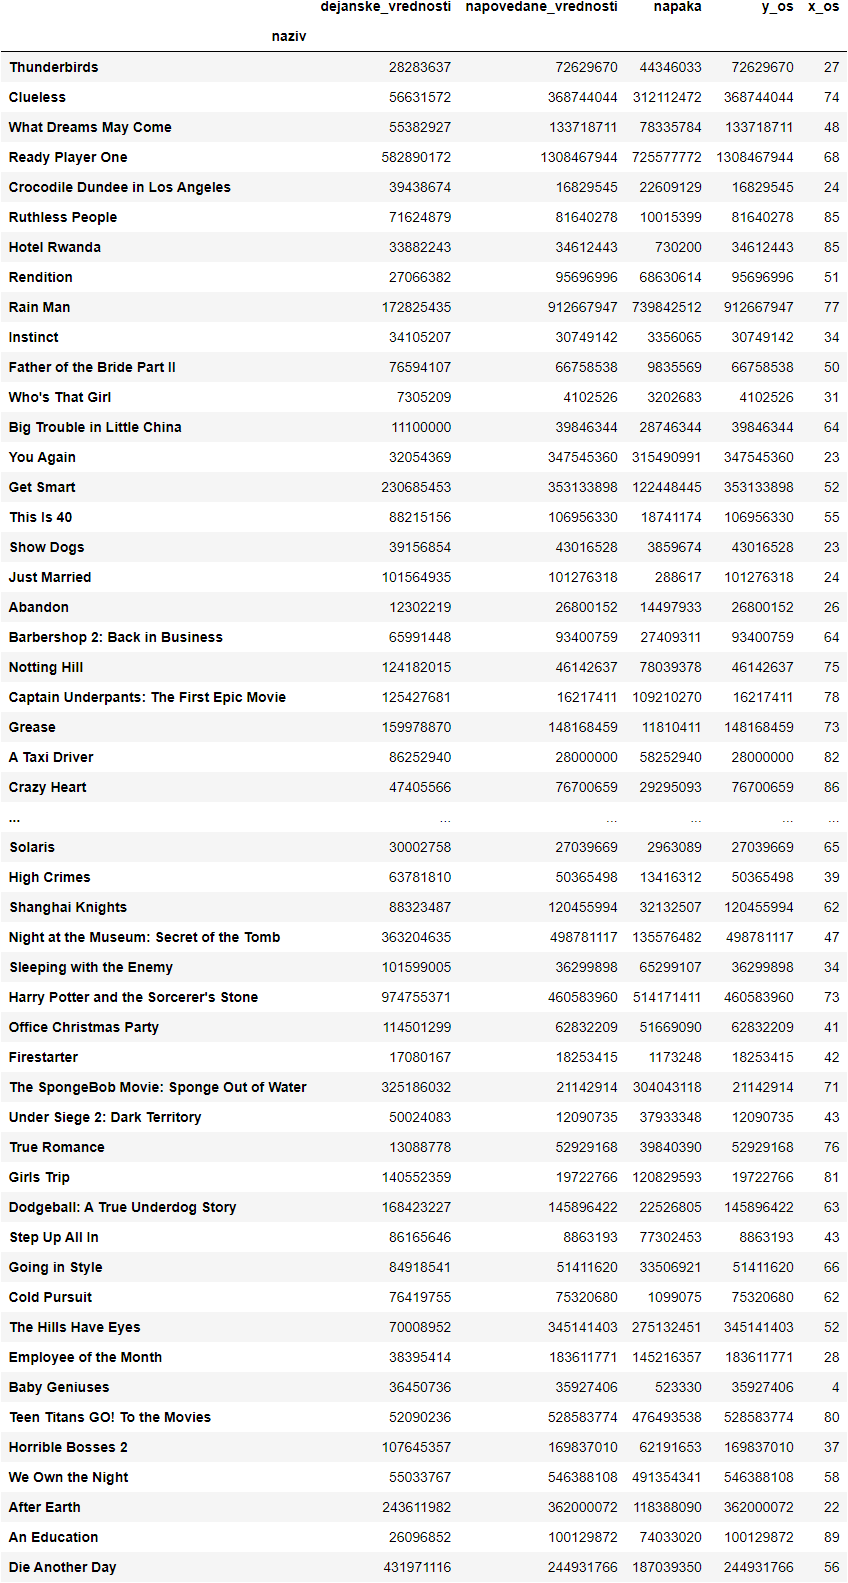 dejanske_vrednosti napovedane_vrednosti napaka y_os x_os
naziv
Thunderbirds 28283637 72629670 44346033 72629670 27
Clueless 56631572 368744044 312112472 368744044 74
What Dreams May Come 55382927 133718711 78335784 133718711 48
Ready Player One 582890172 1308467944 725577772 1308467944 68
Crocodile Dundee in Los Angeles 39438674 16829545 22609129 16829545 24
Ruthless People 71624879 81640278 10015399 81640278 85
Hotel Rwanda 33882243 34612443 730200 34612443 85
Rendition 27066382 95696996 68630614 95696996 51
Rain Man 172825435 912667947 739842512 912667947 77
Instinct 34105207 30749142 3356065 30749142 34
Father of the Bride Part II 76594107 66758538 9835569 66758538 50
Who's That Girl 7305209 4102526 3202683 4102526 31
Big Trouble in Little China 11100000 39846344 28746344 39846344 64
You Again 32054369 347545360 315490991 347545360 23
Get Smart 230685453 353133898 122448445 353133898 52
This Is 40 88215156 106956330 18741174 106956330 55
Show Dogs 39156854 43016528 3859674 43016528 23
Just Married 101564935 101276318 288617 101276318 24
Abandon 12302219 26800152 14497933 26800152 26
Barbershop 2: Back in Business 65991448 93400759 27409311 93400759 64
Notting Hill 124182015 46142637 78039378 46142637 75
Captain Underpants: The First Epic Movie 125427681 16217411 109210270 16217411 78
Grease 159978870 148168459 11810411 148168459 73
A Taxi Driver 86252940 28000000 58252940 28000000 82
Crazy Heart 47405566 76700659 29295093 76700659 86
... ... ... ... ... ...
Solaris 30002758 27039669 2963089 27039669 65
High Crimes 63781810 50365498 13416312 50365498 39
Shanghai Knights 88323487 120455994 32132507 120455994 62
Night at the Museum: Secret of the Tomb 363204635 498781117 135576482 498781117 47
Sleeping with the Enemy 101599005 36299898 65299107 36299898 34
Harry Potter and the Sorcerer's Stone 974755371 460583960 514171411 460583960 73
Office Christmas Party 114501299 62832209 51669090 62832209 41
Firestarter 17080167 18253415 1173248 18253415 42
The SpongeBob Movie: Sponge Out of Water 325186032 21142914 304043118 21142914 71
Under Siege 2: Dark Territory 50024083 12090735 37933348 12090735 43
True Romance 13088778 52929168 39840390 52929168 76
Girls Trip 140552359 19722766 120829593 19722766 81
Dodgeball: A True Underdog Story 168423227 145896422 22526805 145896422 63
Step Up All In 86165646 8863193 77302453 8863193 43
Going in Style 84918541 51411620 33506921 51411620 66
Cold Pursuit 76419755 75320680 1099075 75320680 62
The Hills Have Eyes 70008952 345141403 275132451 345141403 52
Employee of the Month 38395414 183611771 145216357 183611771 28
Baby Geniuses 36450736 35927406 523330 35927406 4
Teen Titans GO! To the Movies 52090236 528583774 476493538 528583774 80
Horrible Bosses 2 107645357 169837010 62191653 169837010 37
We Own the Night 55033767 546388108 491354341 546388108 58
After Earth 243611982 362000072 118388090 362000072 22
An Education 26096852 100129872 74033020 100129872 89
Die Another Day 431971116 244931766 187039350 244931766 56